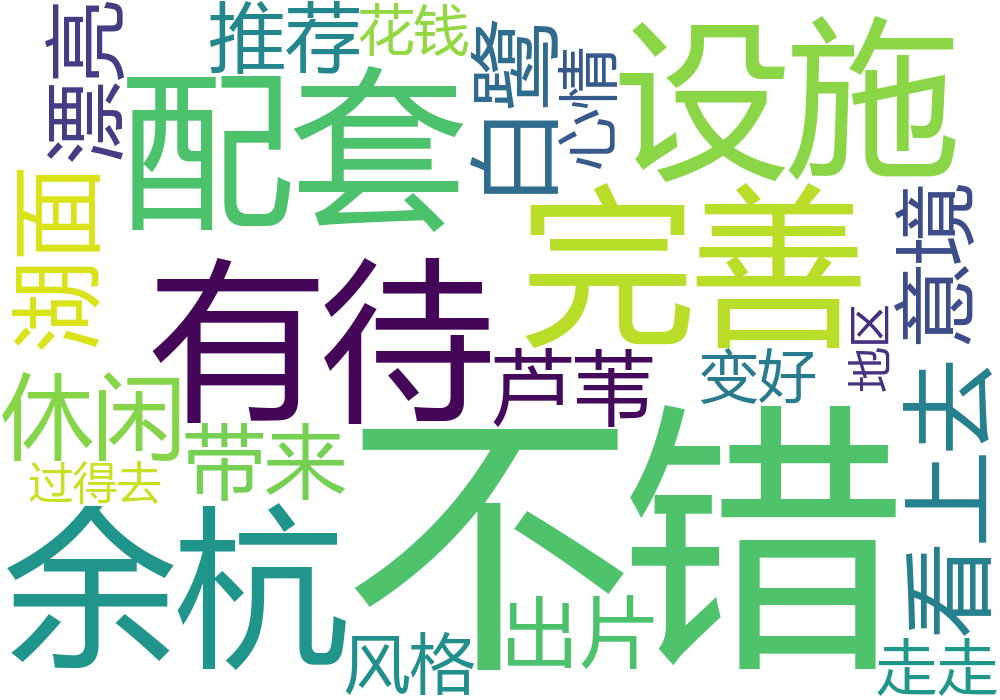 漂亮
推荐
花钱
配套
白鹭
心情
设施
湖面
有待
完善
意境
地区
休闲
芦苇
变好
看上去
带来
过得去
不错
余杭
风格
出片
走走